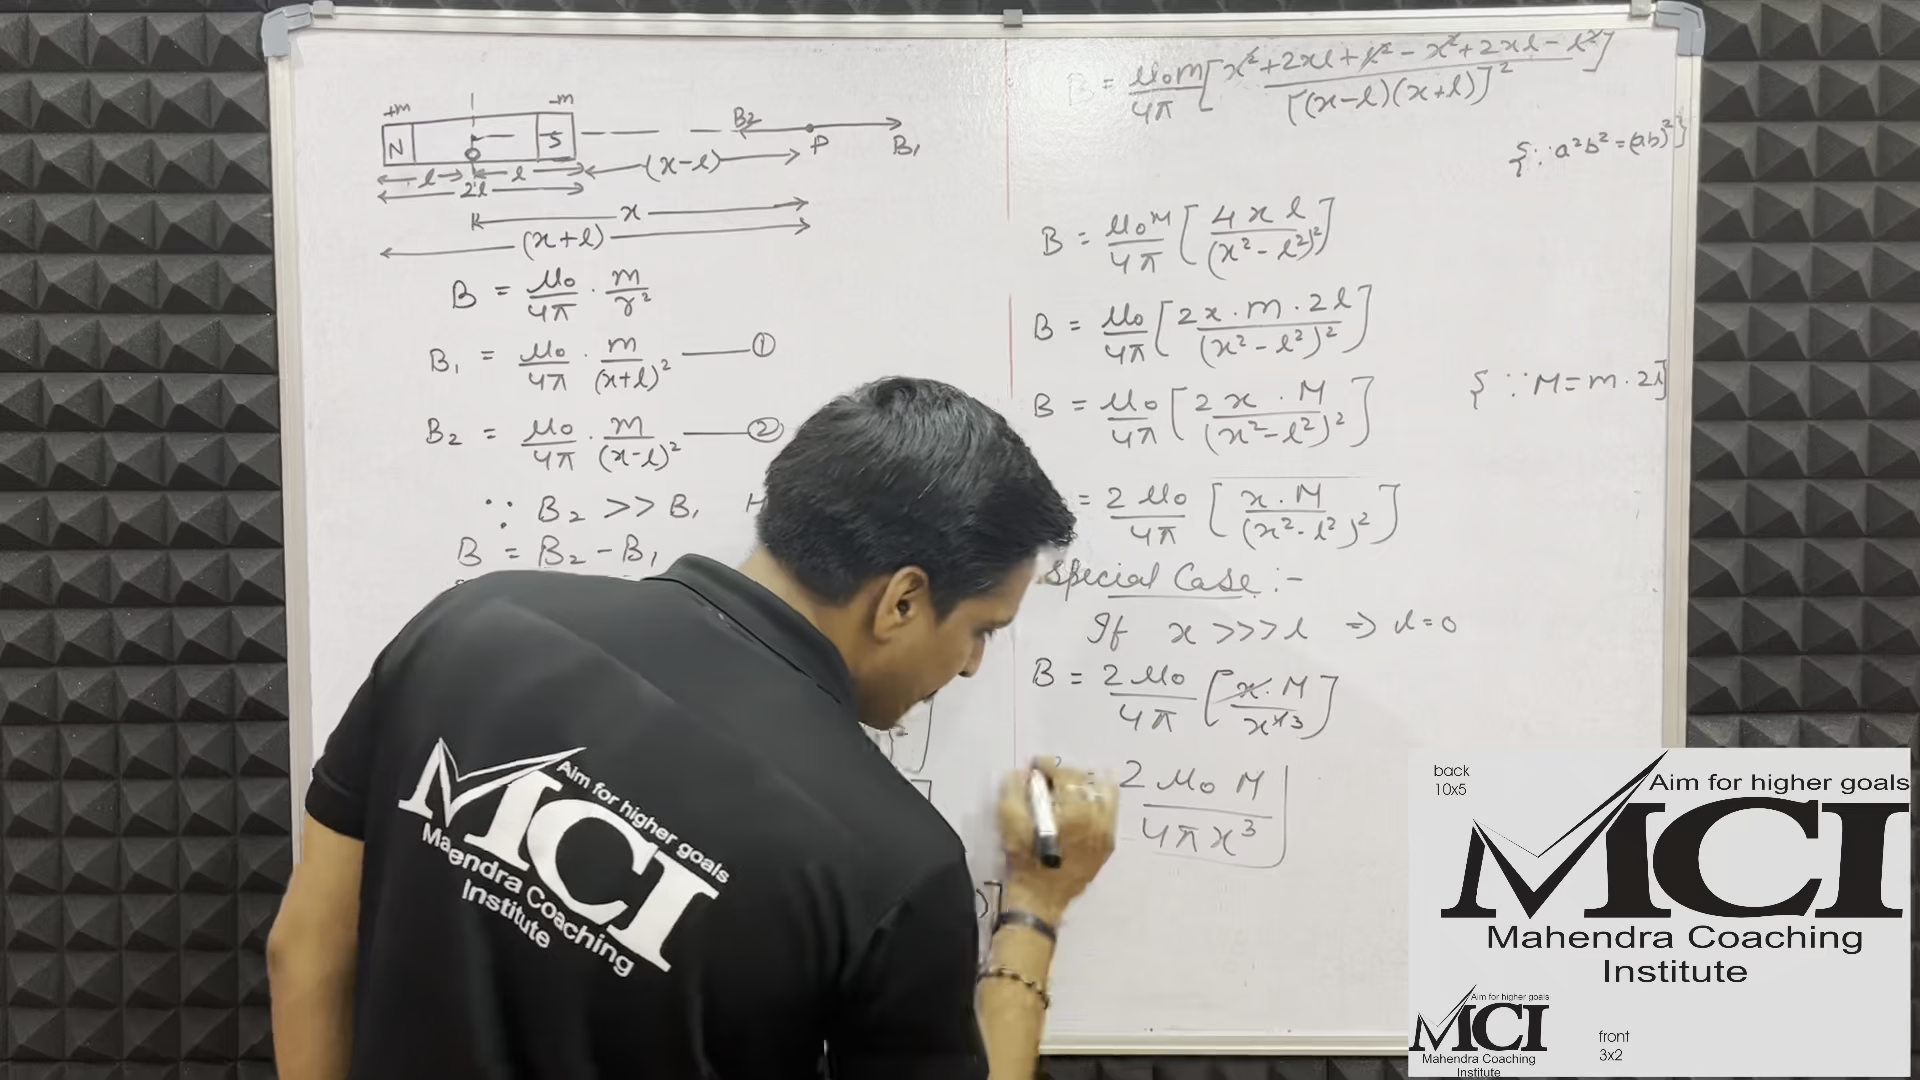 +m -m
N S B2 P B₁
l l (x-l)
2l
x
(x+l)
B = μ₀/4π · m/r²
B₁ = μ₀/4π · m/(x+l)² —— ①
B₂ = μ₀/4π · m/(x-l)² —— ②
∵ B₂ >> B₁
B = B₂ - B₁
B = μ₀m/4π [x²+2xl+l²-x²+2xl-l²/[(x-l)(x+l)]²]
{∵ a²b² = (ab)²}
B = μ₀m/4π [4xl/(x²-l²)²]
B = μ₀/4π [2x·m·2l/(x²-l²)²]
B = μ₀/4π [2x·M/(x²-l²)²] {∵ M = m·2l}
= 2μ₀/4π [x·M/(x²-l²)²]
Special Case :-
If x >>> l ⇒ l=0
B = 2μ₀/4π [x·M/x⁴3]
= 2μ₀M/4πx³
Aim for higher goals
MCI
Mahendra Coaching
Institute
back
10x5
Aim for higher goals
MCI
Mahendra Coaching
Institute
Aim for higher goals
MCI
Mahendra Coaching
Institute
front
3x2